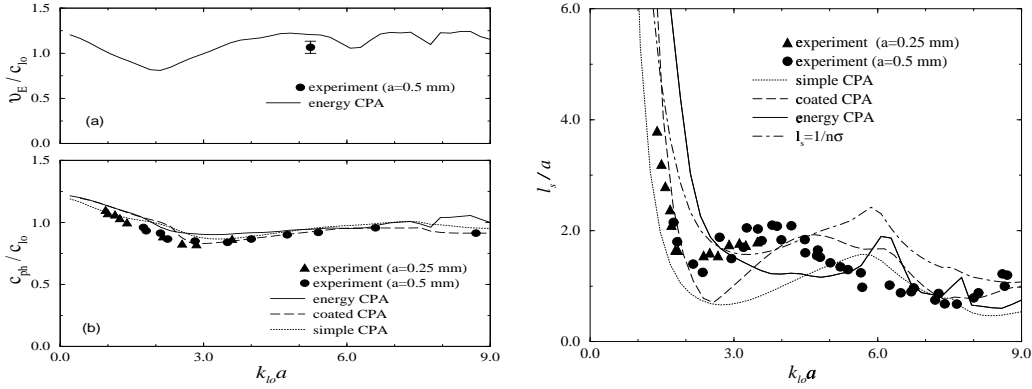 1.5
1.0
0.5
0.0
υE / clo
experiment (a=0.5 mm)
energy CPA
(a)
1.5
1.0
0.5
0.0
cph / clo
experiment (a=0.25 mm)
experiment (a=0.5 mm)
energy CPA
coated CPA
simple CPA
(b)
0.0 3.0 6.0 9.0
kloa
6.0
4.0
2.0
0.0
ls/a
experiment (a=0.25 mm)
experiment (a=0.5 mm)
simple CPA
coated CPA
energy CPA
ls=1/nσ
0.0 3.0 6.0 9.0
kloa